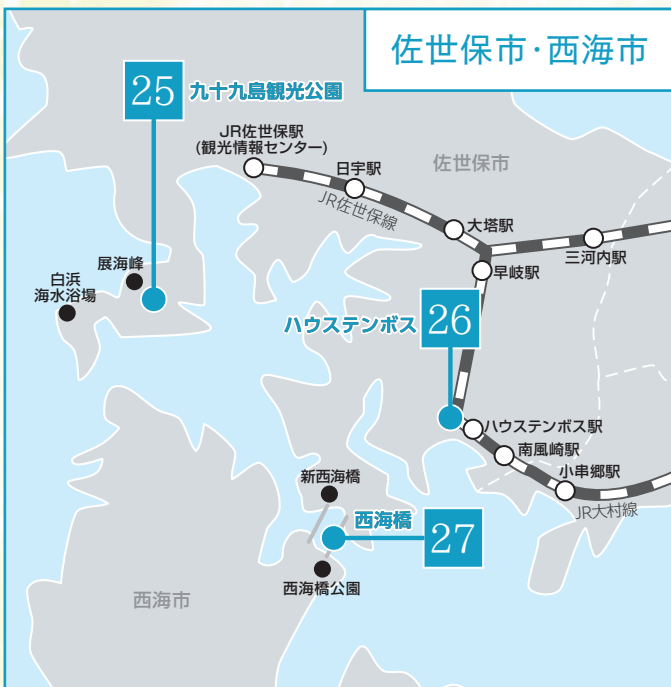 佐世保市・西海市
25
九十九島観光公園
JR佐世保駅
(観光情報センター)
日宇駅
佐世保市
JR佐世保線
大塔駅
三河内駅
早岐駅
展海峰
白浜
海水浴場
ハウステンボス
26
ハウステンボス駅
南風崎駅
小串郷駅
JR大村線
新西海橋
西海橋
27
西海橋公園
西海市